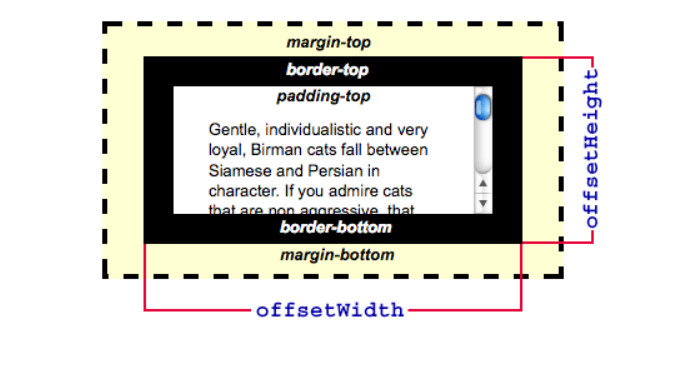 margin-top
border-top
padding-top
Gentle, individualistic and very
loyal, Birman cats fall between
Siamese and Persian in
character. If you admire cats
that are non aggressive, that
border-bottom
margin-bottom
offsetWidth
offsetHeight